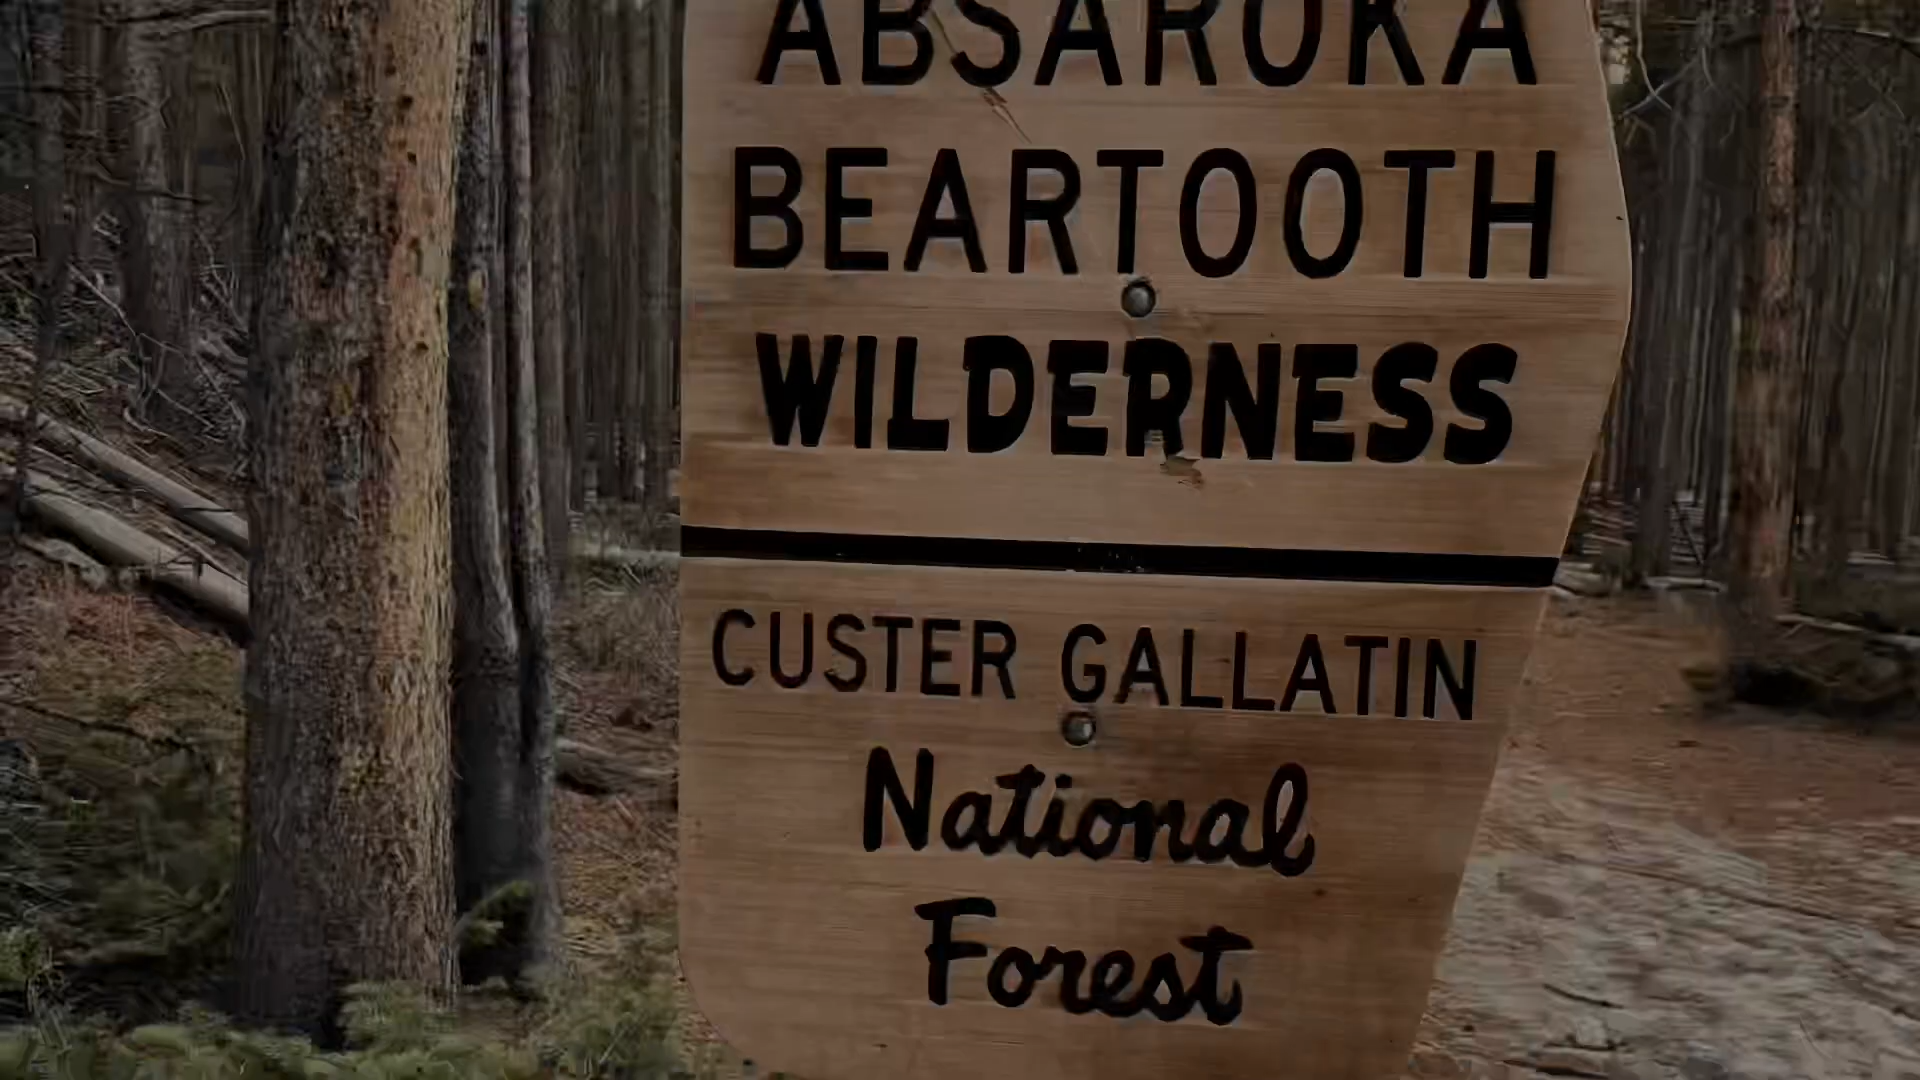 ABSAROKA
BEARTOOTH
WILDERNESS
CUSTER GALLATIN
National
Forest